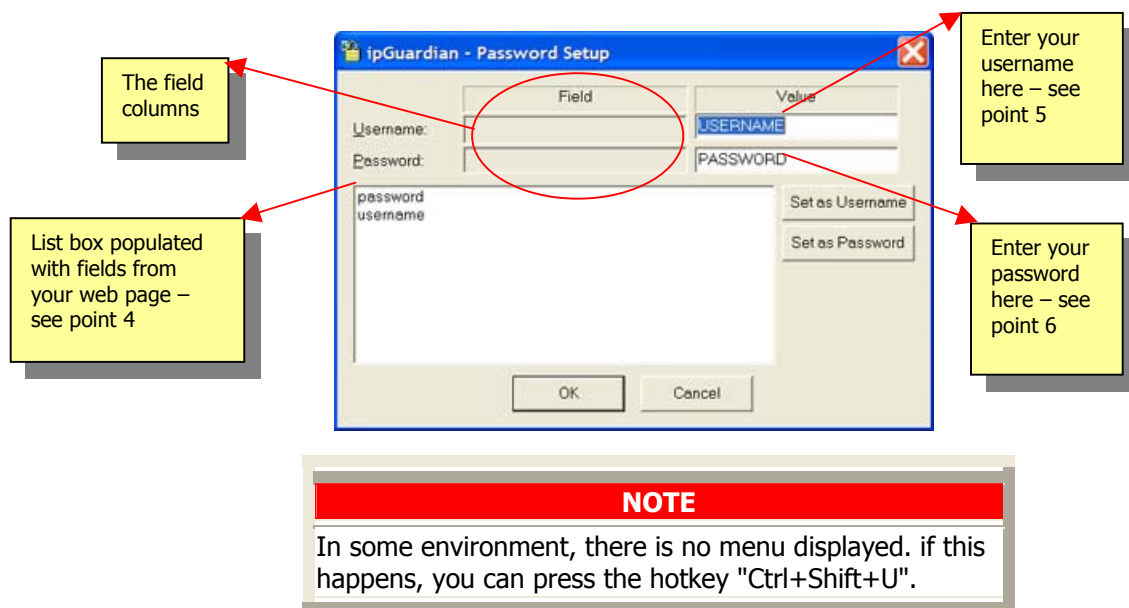 ipGuardian - Password Setup
The field
columns
Enter your
username
here – see
point 5
Field
Value
Username:
USERNAME
Password:
PASSWORD
password
username
Set as Username
Set as Password
List box populated
with fields from
your web page –
see point 4
Enter your
password
here – see
point 6
OK
Cancel
NOTE
In some environment, there is no menu displayed. if this
happens, you can press the hotkey "Ctrl+Shift+U".